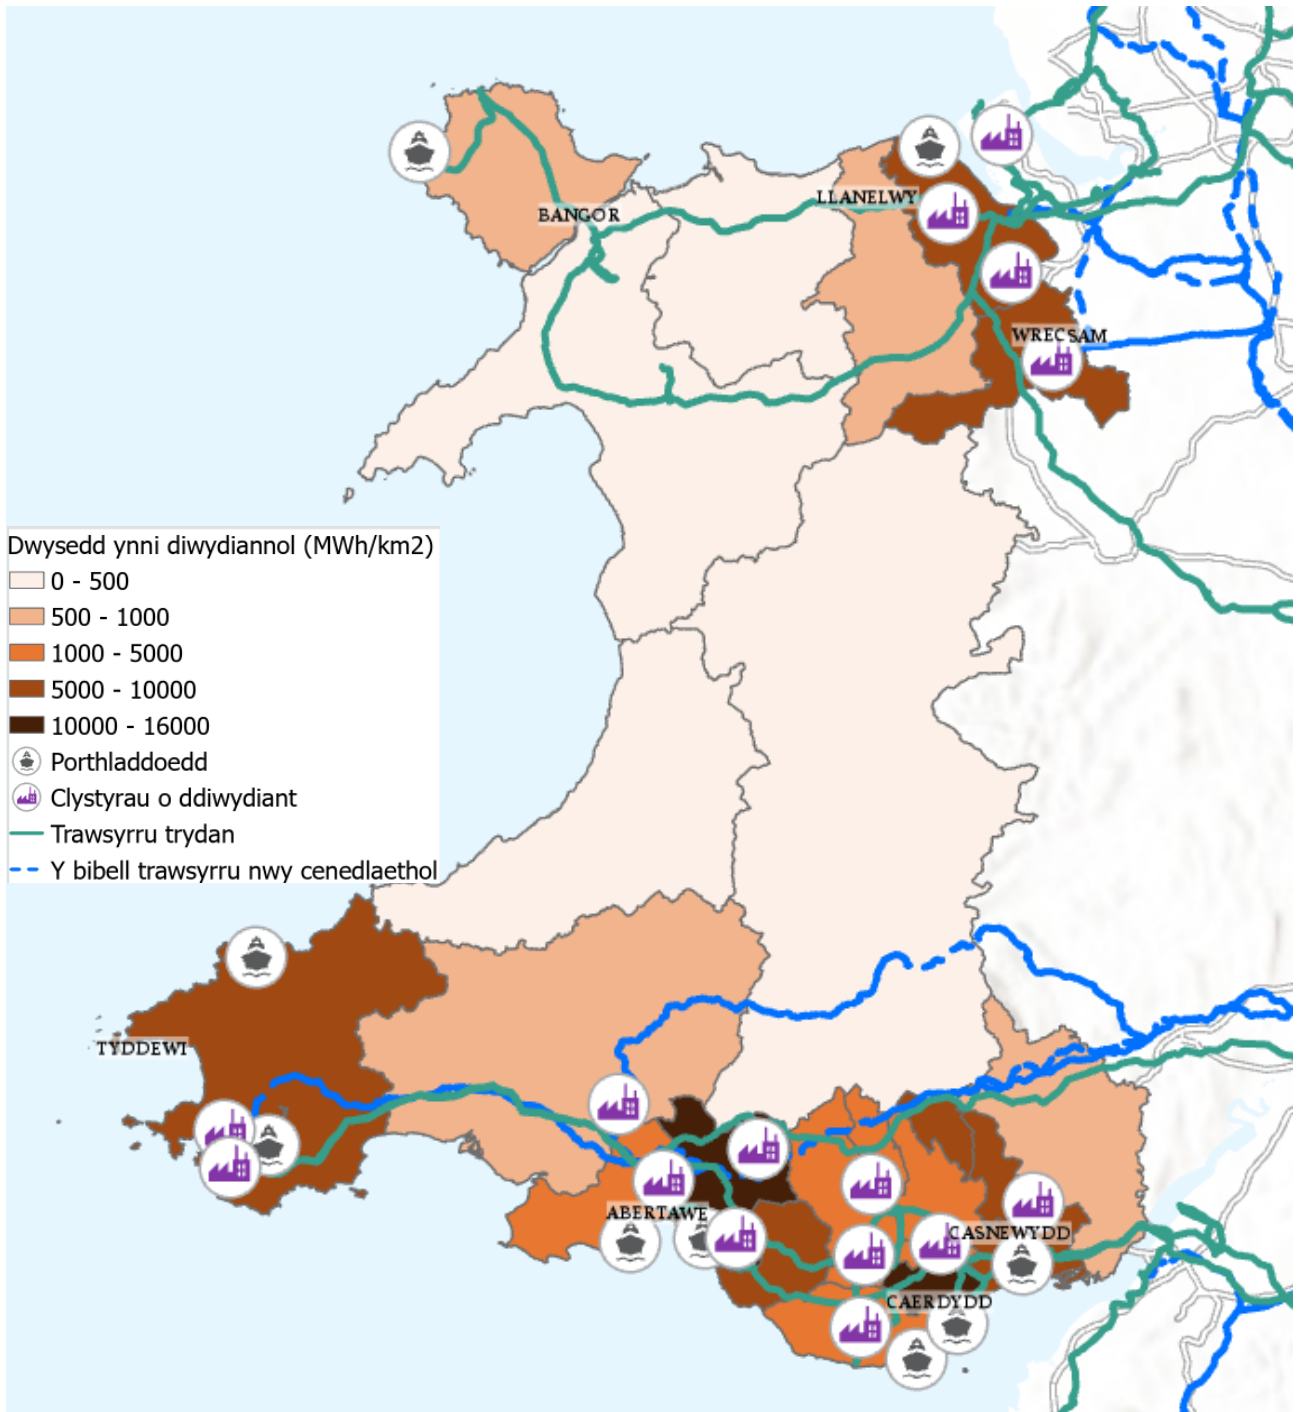 LLANELWY
BANGOR
WRECSAM
Dwysedd ynni diwydiannol (MWh/km2)
0 - 500
500 - 1000
1000 - 5000
5000 - 10000
10000 - 16000
Porthladdoedd
Clystyrau o ddiwydiant
Trawsyrru trydan
Y bibell trawsyrru nwy cenedlaethol
TYDDEWI
ABERTAWE
CASNEWYDD
CAERDYDD